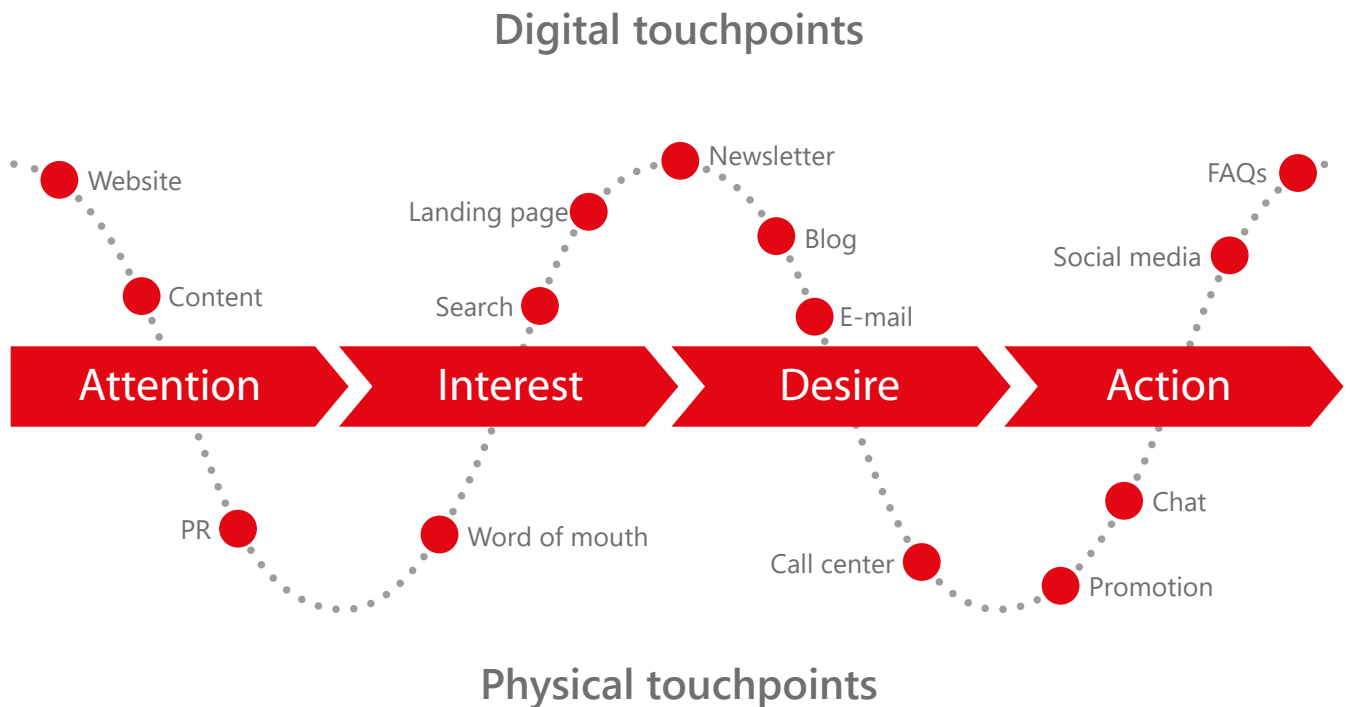 Digital touchpoints
Website
Newsletter
FAQs
Landing page
Blog
Social media
Content
Search
E-mail
Attention
Interest
Desire
Action
PR
Word of mouth
Chat
Call center
Promotion
Physical touchpoints